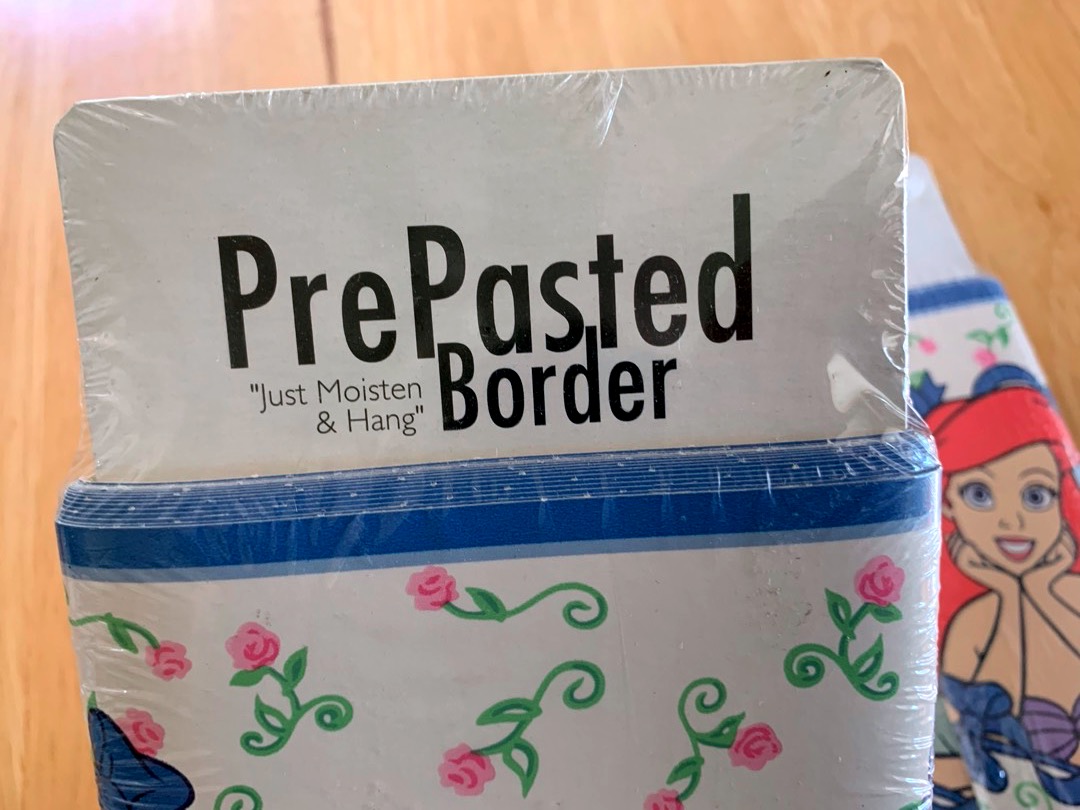 PrePasted
"Just Moisten
& Hang"
Border